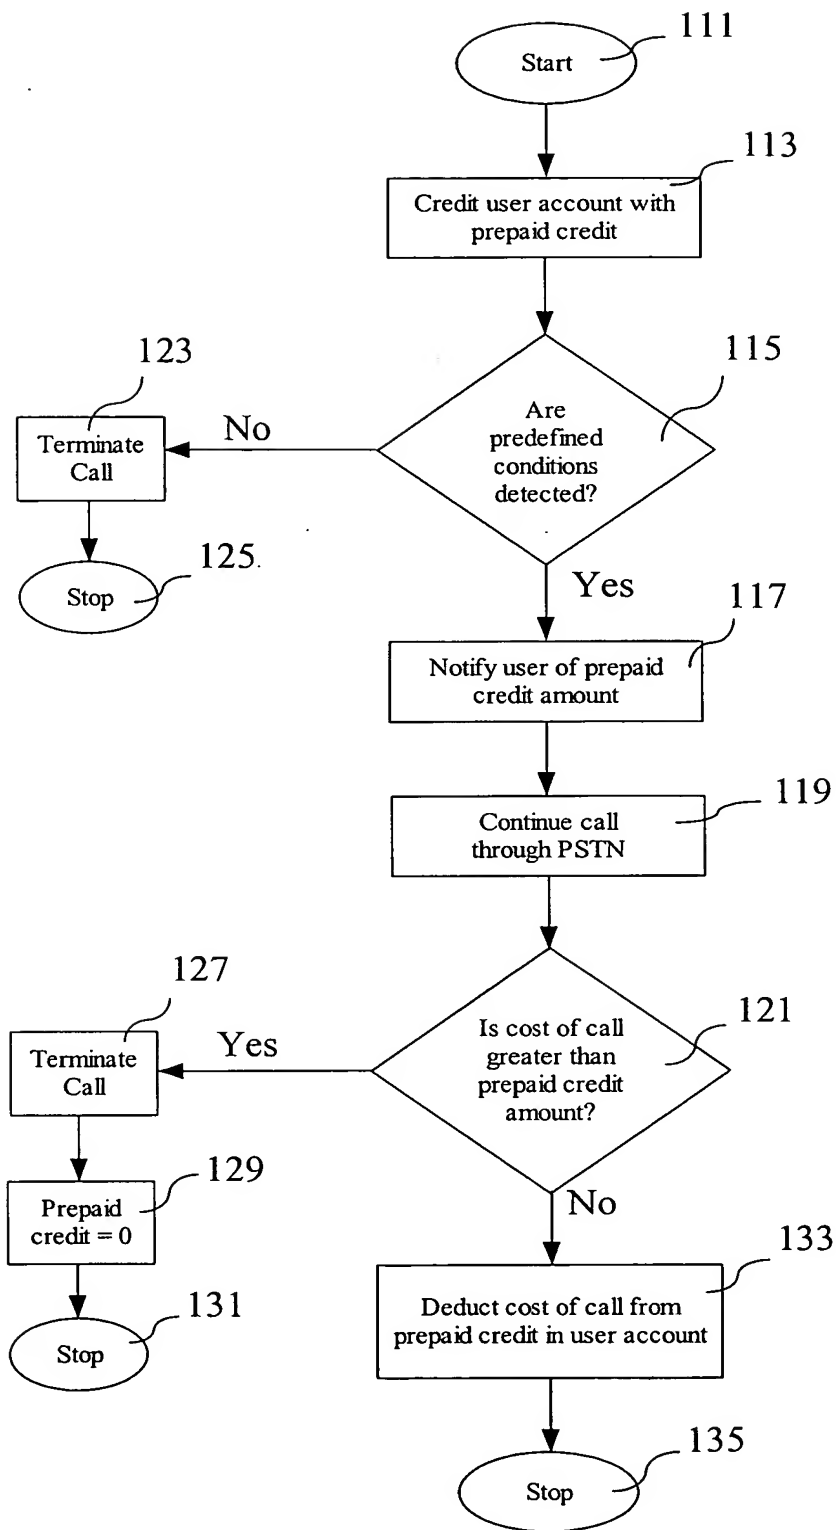 111
Start
113
Credit user account with
prepaid credit
115
Are
predefined
conditions
detected?
No
123
Terminate
Call
125.
Stop
Yes
117
Notify user of prepaid
credit amount
119
Continue call
through PSTN
121
Is cost of call
greater than
prepaid credit
amount?
Yes
127
Terminate
Call
129
Prepaid
credit = 0
131
Stop
No
133
Deduct cost of call from
prepaid credit in user account
135
Stop